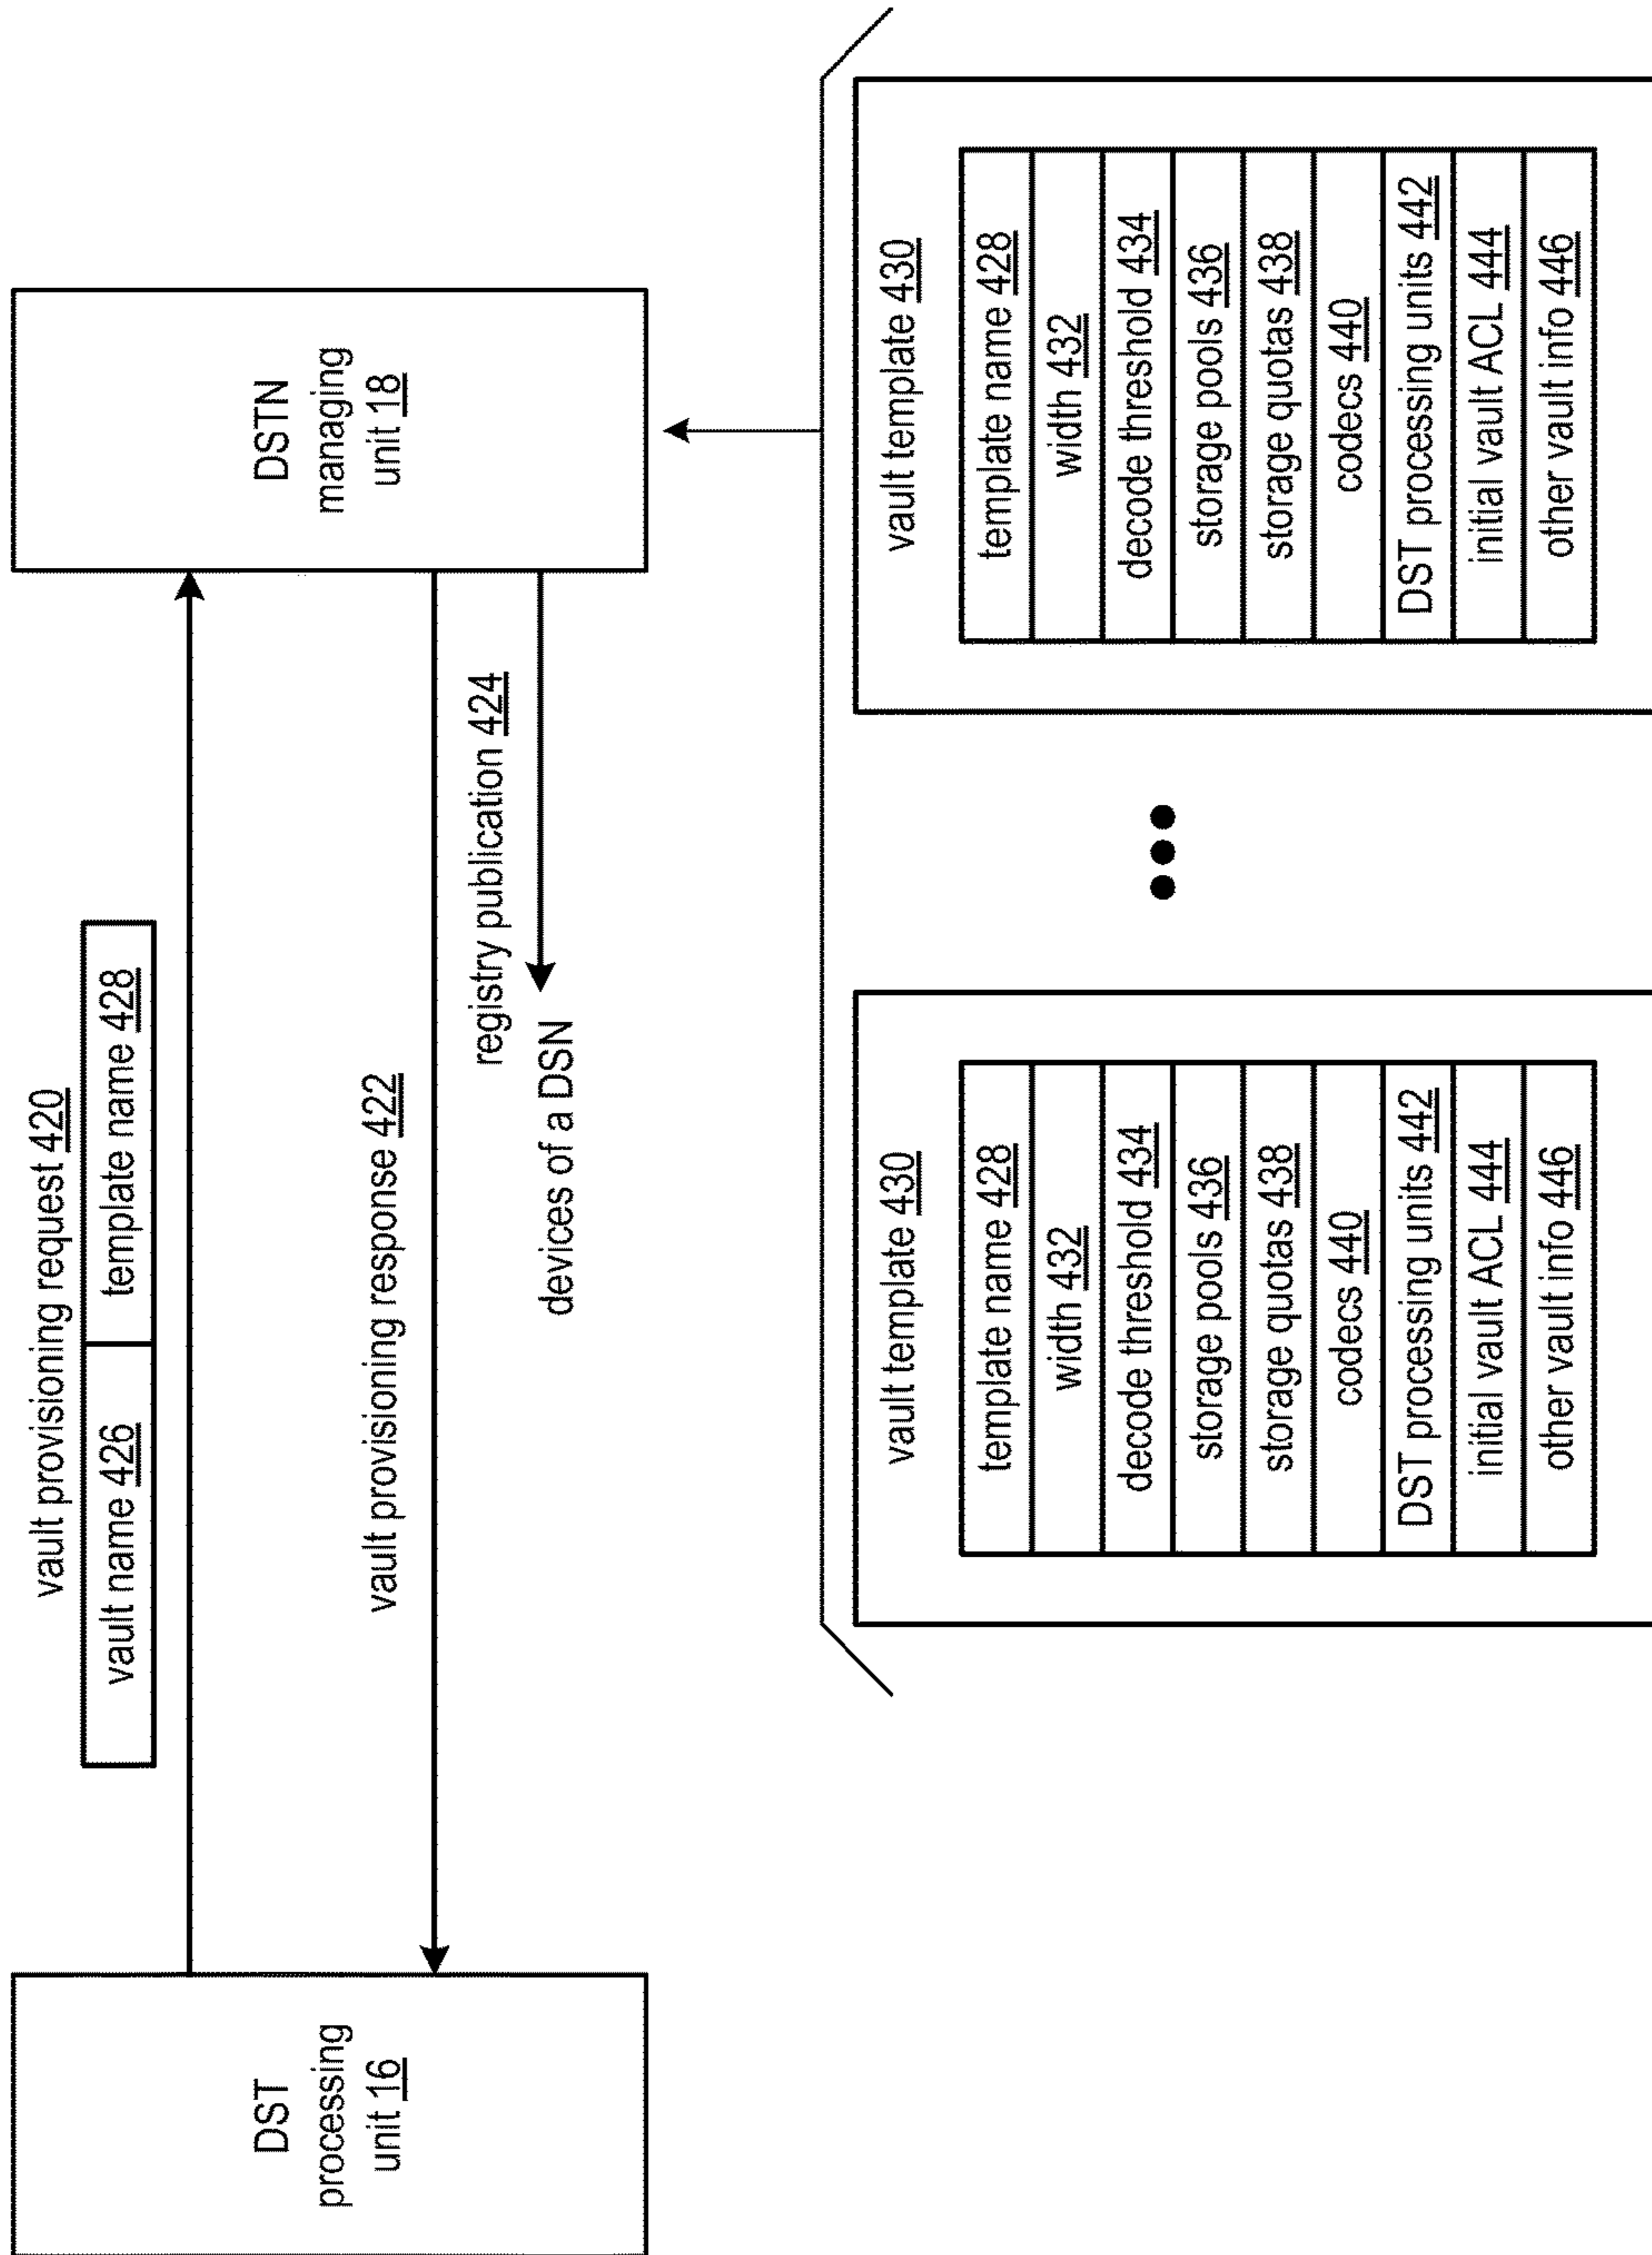 DST
processing
unit 16
vault provisioning request 420
vault name 426
template name 428
vault provisioning response 422
registry publication 424
devices of a DSN
DSTN
managing
unit 18
vault template 430
template name 428
width 432
decode threshold 434
storage pools 436
storage quotas 438
codecs 440
DST processing units 442
initial vault ACL 444
other vault info 446
vault template 430
template name 428
width 432
decode threshold 434
storage pools 436
storage quotas 438
codecs 440
DST processing units 442
initial vault ACL 444
other vault info 446